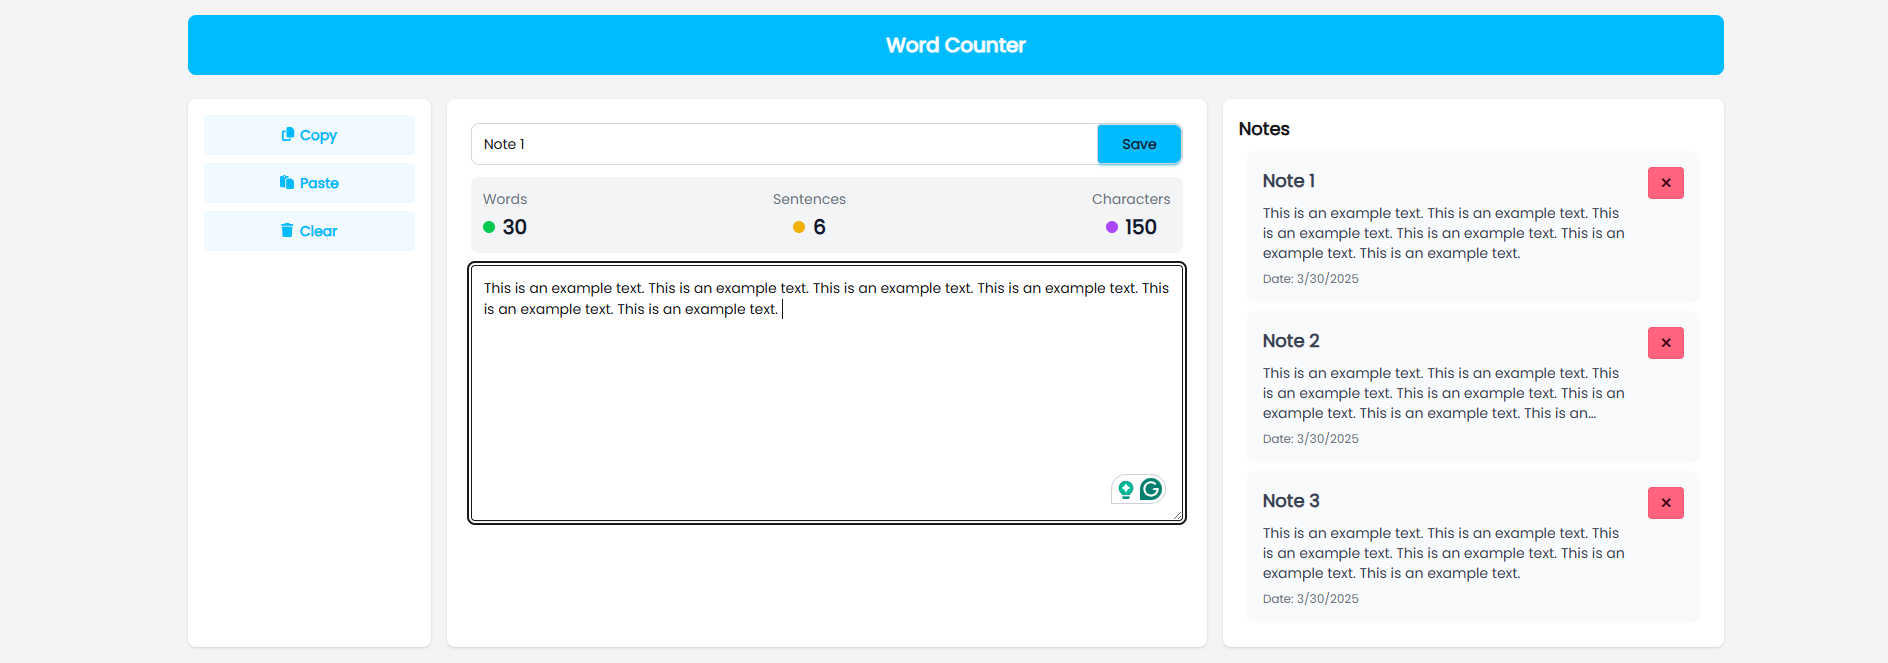 Word Counter
Copy
Paste
Clear
Note 1
Save
Words
30
Sentences
6
Characters
150
This is an example text. This is an example text. This is an example text. This is an example text. This
is an example text. This is an example text.
Notes
Note 1
×
This is an example text. This is an example text. This
is an example text. This is an example text. This is an
example text. This is an example text.
Date: 3/30/2025
Note 2
×
This is an example text. This is an example text. This
is an example text. This is an example text. This is an
example text. This is an example text. This is an...
Date: 3/30/2025
Note 3
×
This is an example text. This is an example text. This
is an example text. This is an example text. This is an
example text. This is an example text.
Date: 3/30/2025